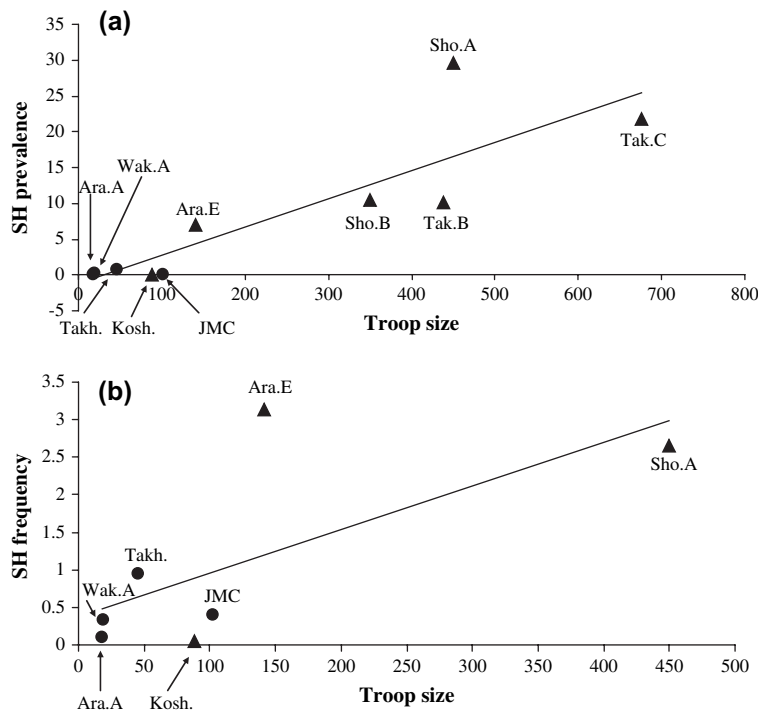 (a)
35
30
25
20
15
10
5
0
-5
SH prevalence
Sho.A
Tak.C
Wak.A
Ara.A
Ara.E
Sho.B
Tak.B
100 200 300 400 500 600 700 800
Takh. Kosh. JMC
Troop size
(b)
3.5
3
2.5
2
1.5
1
0.5
0
SH frequency
Ara.E
Sho.A
Takh.
Wak.A
JMC
0 50 100 150 200 250 300 350 400 450 500
Ara.A Kosh.
Troop size